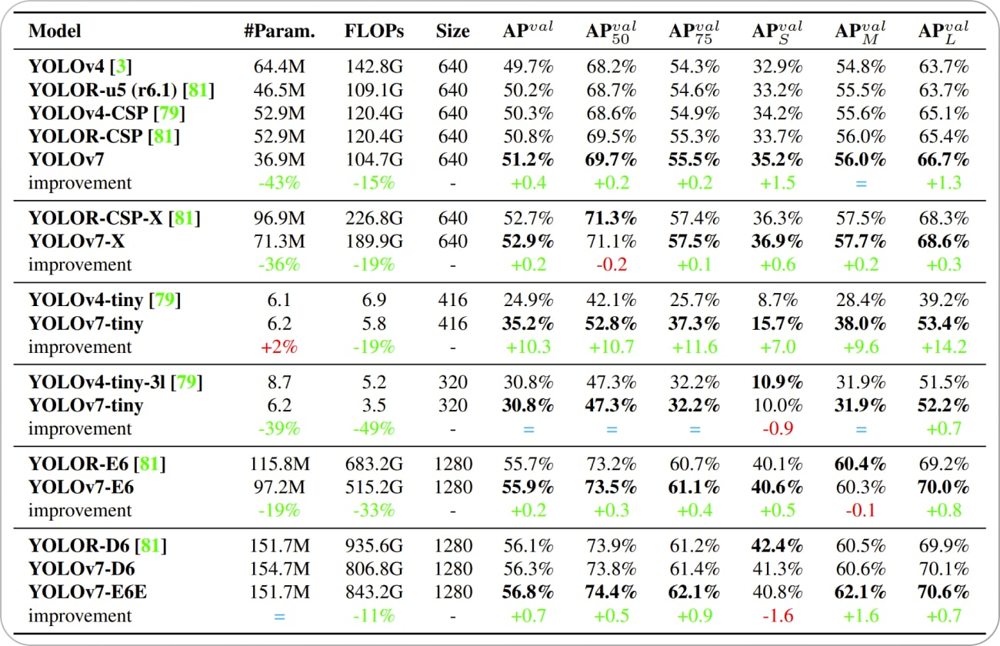 Model #Param. FLOPs Size AP^val AP^val_50 AP^val_75 AP^val_S AP^val_M AP^val_L
YOLOv4 [3] 64.4M 142.8G 640 49.7% 68.2% 54.3% 32.9% 54.8% 63.7%
YOLOR-u5 (r6.1) [81] 46.5M 109.1G 640 50.2% 68.7% 54.6% 33.2% 55.5% 63.7%
YOLOv4-CSP [79] 52.9M 120.4G 640 50.3% 68.6% 54.9% 34.2% 55.6% 65.1%
YOLOR-CSP [81] 52.9M 120.4G 640 50.8% 69.5% 55.3% 33.7% 56.0% 65.4%
YOLOv7 36.9M 104.7G 640 51.2% 69.7% 55.5% 35.2% 56.0% 66.7%
improvement -43% -15% - +0.4 +0.2 +0.2 +1.5 = +1.3
YOLOR-CSP-X [81] 96.9M 226.8G 640 52.7% 71.3% 57.4% 36.3% 57.5% 68.3%
YOLOv7-X 71.3M 189.9G 640 52.9% 71.1% 57.5% 36.9% 57.7% 68.6%
improvement -36% -19% - +0.2 -0.2 +0.1 +0.6 +0.2 +0.3
YOLOv4-tiny [79] 6.1 6.9 416 24.9% 42.1% 25.7% 8.7% 28.4% 39.2%
YOLOv7-tiny 6.2 5.8 416 35.2% 52.8% 37.3% 15.7% 38.0% 53.4%
improvement +2% -19% - +10.3 +10.7 +11.6 +7.0 +9.6 +14.2
YOLOv4-tiny-3l [79] 8.7 5.2 320 30.8% 47.3% 32.2% 10.9% 31.9% 51.5%
YOLOv7-tiny 6.2 3.5 320 30.8% 47.3% 32.2% 10.0% 31.9% 52.2%
improvement -39% -49% - = = = -0.9 = +0.7
YOLOR-E6 [81] 115.8M 683.2G 1280 55.7% 73.2% 60.7% 40.1% 60.4% 69.2%
YOLOv7-E6 97.2M 515.2G 1280 55.9% 73.5% 61.1% 40.6% 60.3% 70.0%
improvement -19% -33% - +0.2 +0.3 +0.4 +0.5 -0.1 +0.8
YOLOR-D6 [81] 151.7M 935.6G 1280 56.1% 73.9% 61.2% 42.4% 60.5% 69.9%
YOLOv7-D6 154.7M 806.8G 1280 56.3% 73.8% 61.4% 41.3% 60.6% 70.1%
YOLOv7-E6E 151.7M 843.2G 1280 56.8% 74.4% 62.1% 40.8% 62.1% 70.6%
improvement = -11% - +0.7 +0.5 +0.9 -1.6 +1.6 +0.7